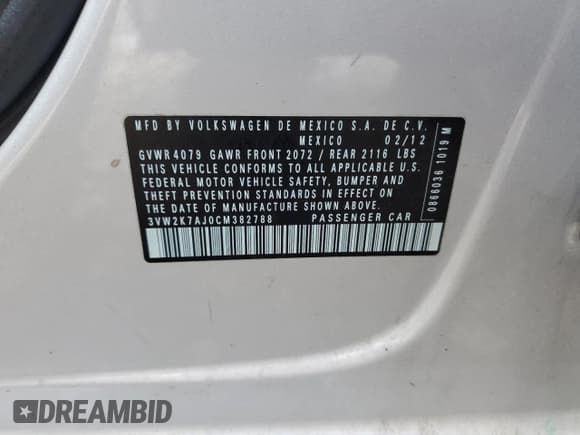 MFD BY VOLKSWAGEN DE MEXICO S.A. DE C.V.
MEXICO 02/12
GVWR 4079 GAWR FRONT 2072 / REAR 2116 LBS
THIS VEHICLE CONFORMS TO ALL APPLICABLE U.S.
FEDERAL MOTOR VEHICLE SAFETY, BUMPER AND
THEFT PREVENTION STANDARDS IN EFFECT ON
THE DATE OF MANUFACTURE SHOWN ABOVE.
3VW2K7AJ0CM382788 PASSENGER CAR
0866036 1019 M
DREAMBID